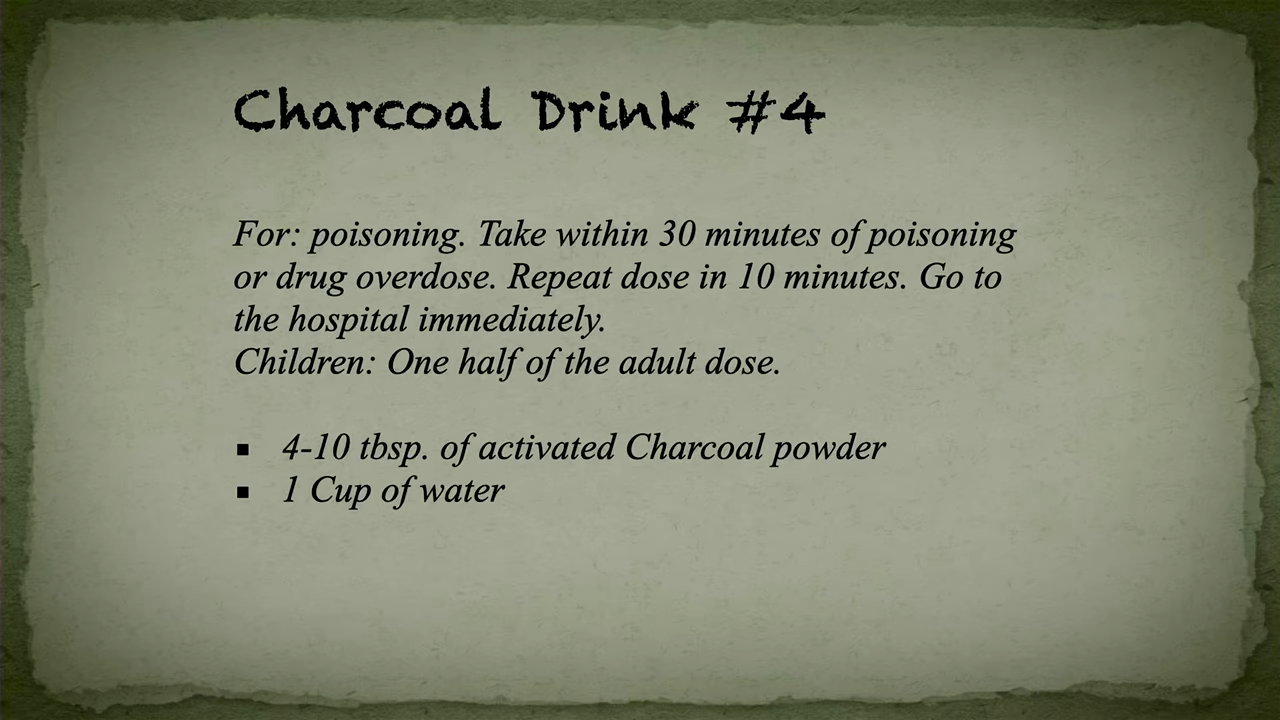 Charcoal Drink #4
For: poisoning. Take within 30 minutes of poisoning
or drug overdose. Repeat dose in 10 minutes. Go to
the hospital immediately.
Children: One half of the adult dose.
▪ 4-10 tbsp. of activated Charcoal powder
▪ 1 Cup of water